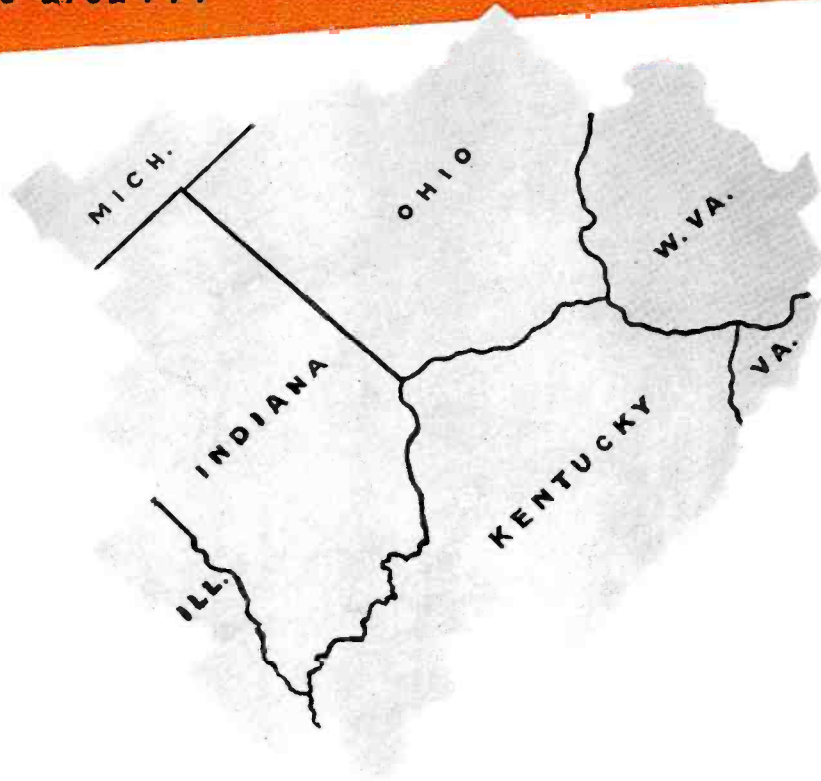 MICH.
OHIO
W. VA.
VA.
INDIANA
KENTUCKY
ILL.